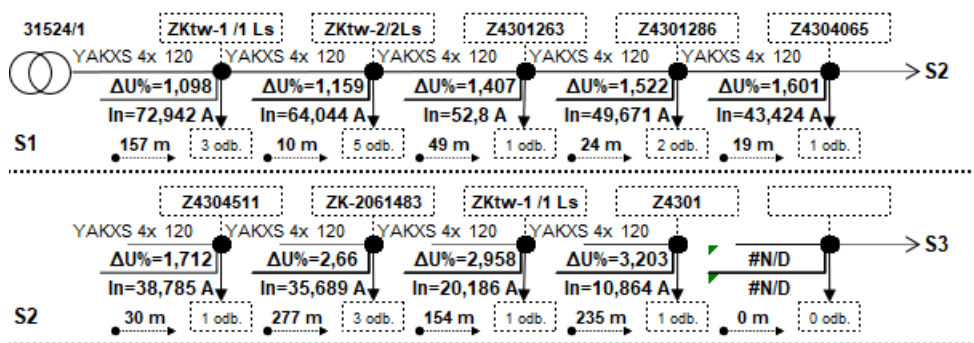 31524/1 ZKtw-1 /1 Ls ZKtw-2/2Ls Z4301263 Z4301286 Z4304065
YAKXS 4x 120 YAKXS 4x 120 YAKXS 4x 120 YAKXS 4x 120 YAKXS 4x 120
S2
ΔU%=1,098 ΔU%=1,159 ΔU%=1,407 ΔU%=1,522 ΔU%=1,601
In=72,942 A In=64,044 A In=52,8 A In=49,671 A In=43,424 A
S1 157 m 3 odb. 10 m 5 odb. 49 m 1 odb. 24 m 2 odb. 19 m 1 odb.
Z4304511 ZK-2061483 ZKtw-1 /1 Ls Z4301
YAKXS 4x 120 YAKXS 4x 120 YAKXS 4x 120 YAKXS 4x 120
S3
ΔU%=1,712 ΔU%=2,66 ΔU%=2,958 ΔU%=3,203 #N/D
In=38,785 A In=35,689 A In=20,186 A In=10,864 A #N/D
S2 30 m 1 odb. 277 m 3 odb. 154 m 1 odb. 235 m 1 odb. 0 m 0 odb.